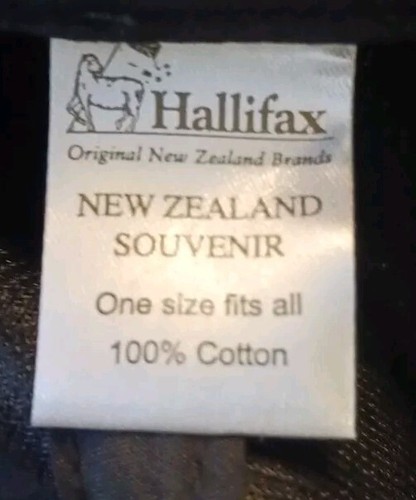 Hallifax
Original New Zealand Brands
NEW ZEALAND
SOUVENIR
One size fits all
100% Cotton